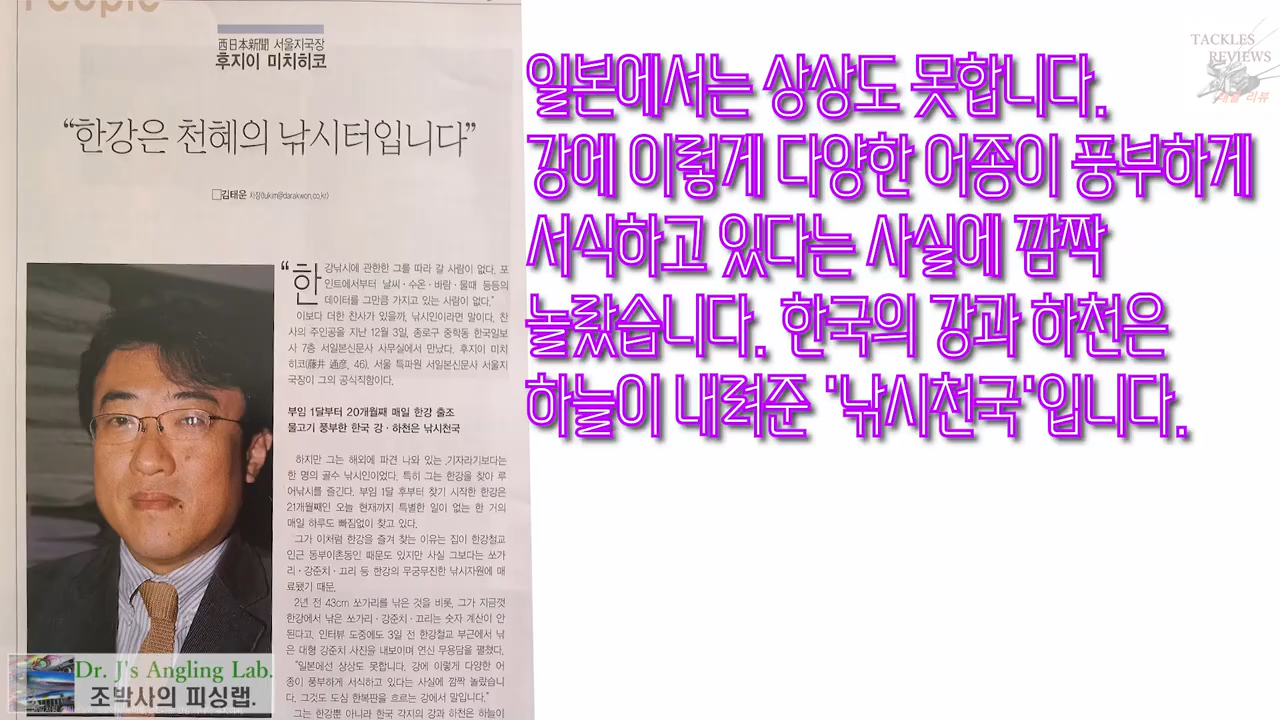 People
西日本新聞 서울지국장
후지이 미치히코
“한강은 천혜의 낚시터입니다”
□김태운 차장(tukim@darakwon.co.kr)
“한강낚시에 관한한 그를 따라 갈 사람이 없다. 포
인트에서부터 날씨·수온·바람·물때 등등의
데이터를 그만큼 가지고 있는 사람이 없다.”
이보다 더한 찬사가 있을까, 낚시인이라면 말이다. 찬
사의 주인공을 지난 12월 3일, 종로구 중학동 한국일보
사 7층 서일본신문사 사무실에서 만났다. 후지이 미치
히코(藤井 通彦, 46). 서울 특파원 서일본신문사 서울지
국장이 그의 공식직함이다.
부임 1달부터 20개월째 매일 한강 출조
물고기 풍부한 한국 강·하천은 낚시천국
하지만 그는 해외에 파견 나와 있는 기자라기보다는
한 명의 골수 낚시인이었다. 특히 그는 한강을 찾아 루
어낚시를 즐긴다. 부임 1달 후부터 찾기 시작한 한강은
21개월째인 오늘 현재까지 특별한 일이 없는 한 거의
매일 하루도 빠짐없이 찾고 있다.
그가 이처럼 한강을 즐겨 찾는 이유는 집이 한강철교
인근 동부이촌동인 때문도 있지만 사실 그보다는 쏘가
리·강준치·끄리 등 한강의 무궁무진한 낚시자원에 매
료됐기 때문.
2년 전 43cm 쏘가리를 낚은 것을 비롯, 그가 지금껏
한강에서 낚은 쏘가리·강준치·끄리는 숫자 계산이 안
된다고. 인터뷰 도중에도 3일 전 한강철교 부근에서 낚
은 대형 강준치 사진을 내보이며 연신 무용담을 펼쳤다.
“일본에선 상상도 못합니다. 강에 이렇게 다양한 어
종이 풍부하게 서식하고 있다는 사실에 깜짝 놀랐습니
다. 그것도 도심 한복판을 흐르는 강에서 말입니다.”
그는 한강뿐 아니라 한국 각지의 강과 하천은 하늘이
일본에서는 상상도 못합니다.
강에 이렇게 다양한 어종이 풍부하게
서식하고 있다는 사실에 깜짝
놀랐습니다. 한국의 강과 하천은
하늘이 내려준 '낚시천국'입니다.
TACKLES
REVIEWS
태클 리뷰
Dr. J's Angling Lab.
조박사의 피싱랩.